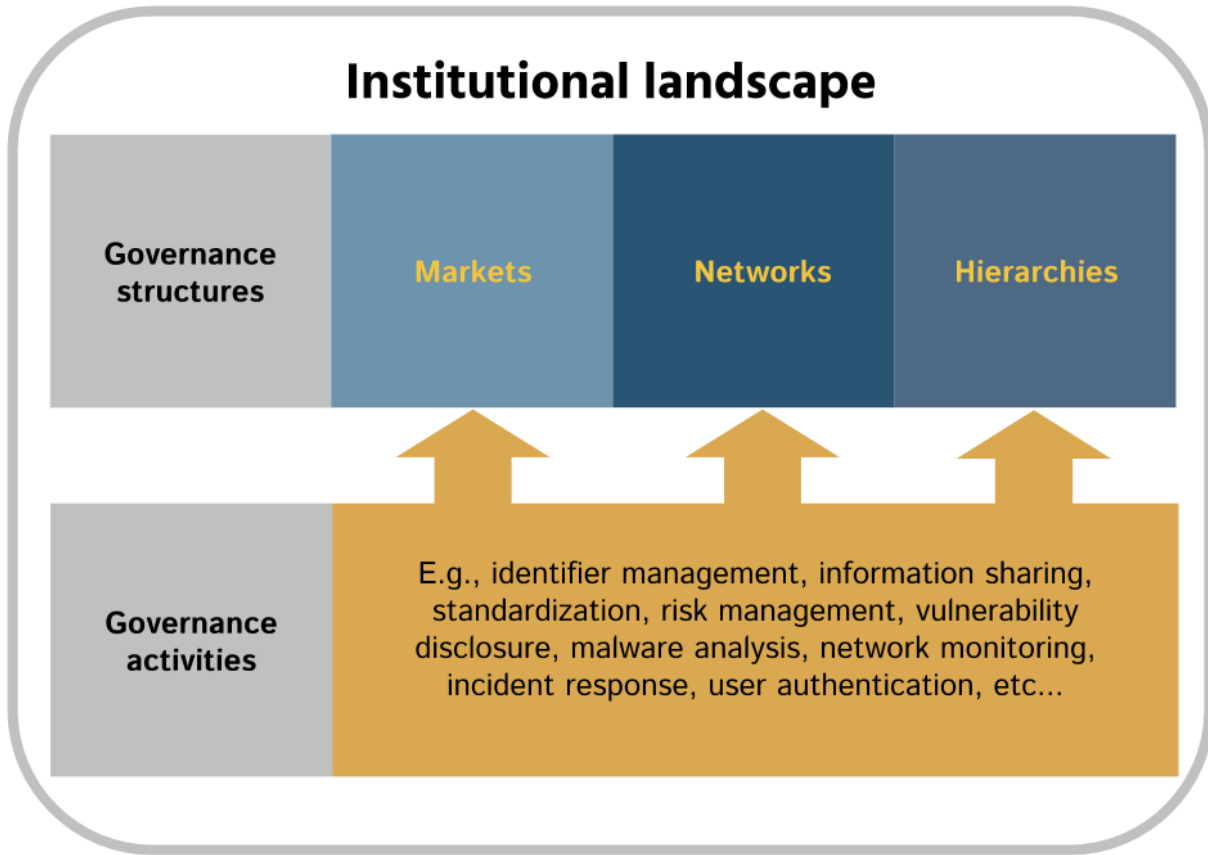 Institutional landscape
Governance
structures
Markets
Networks
Hierarchies
Governance
activities
E.g., identifier management, information sharing,
standardization, risk management, vulnerability
disclosure, malware analysis, network monitoring,
incident response, user authentication, etc...